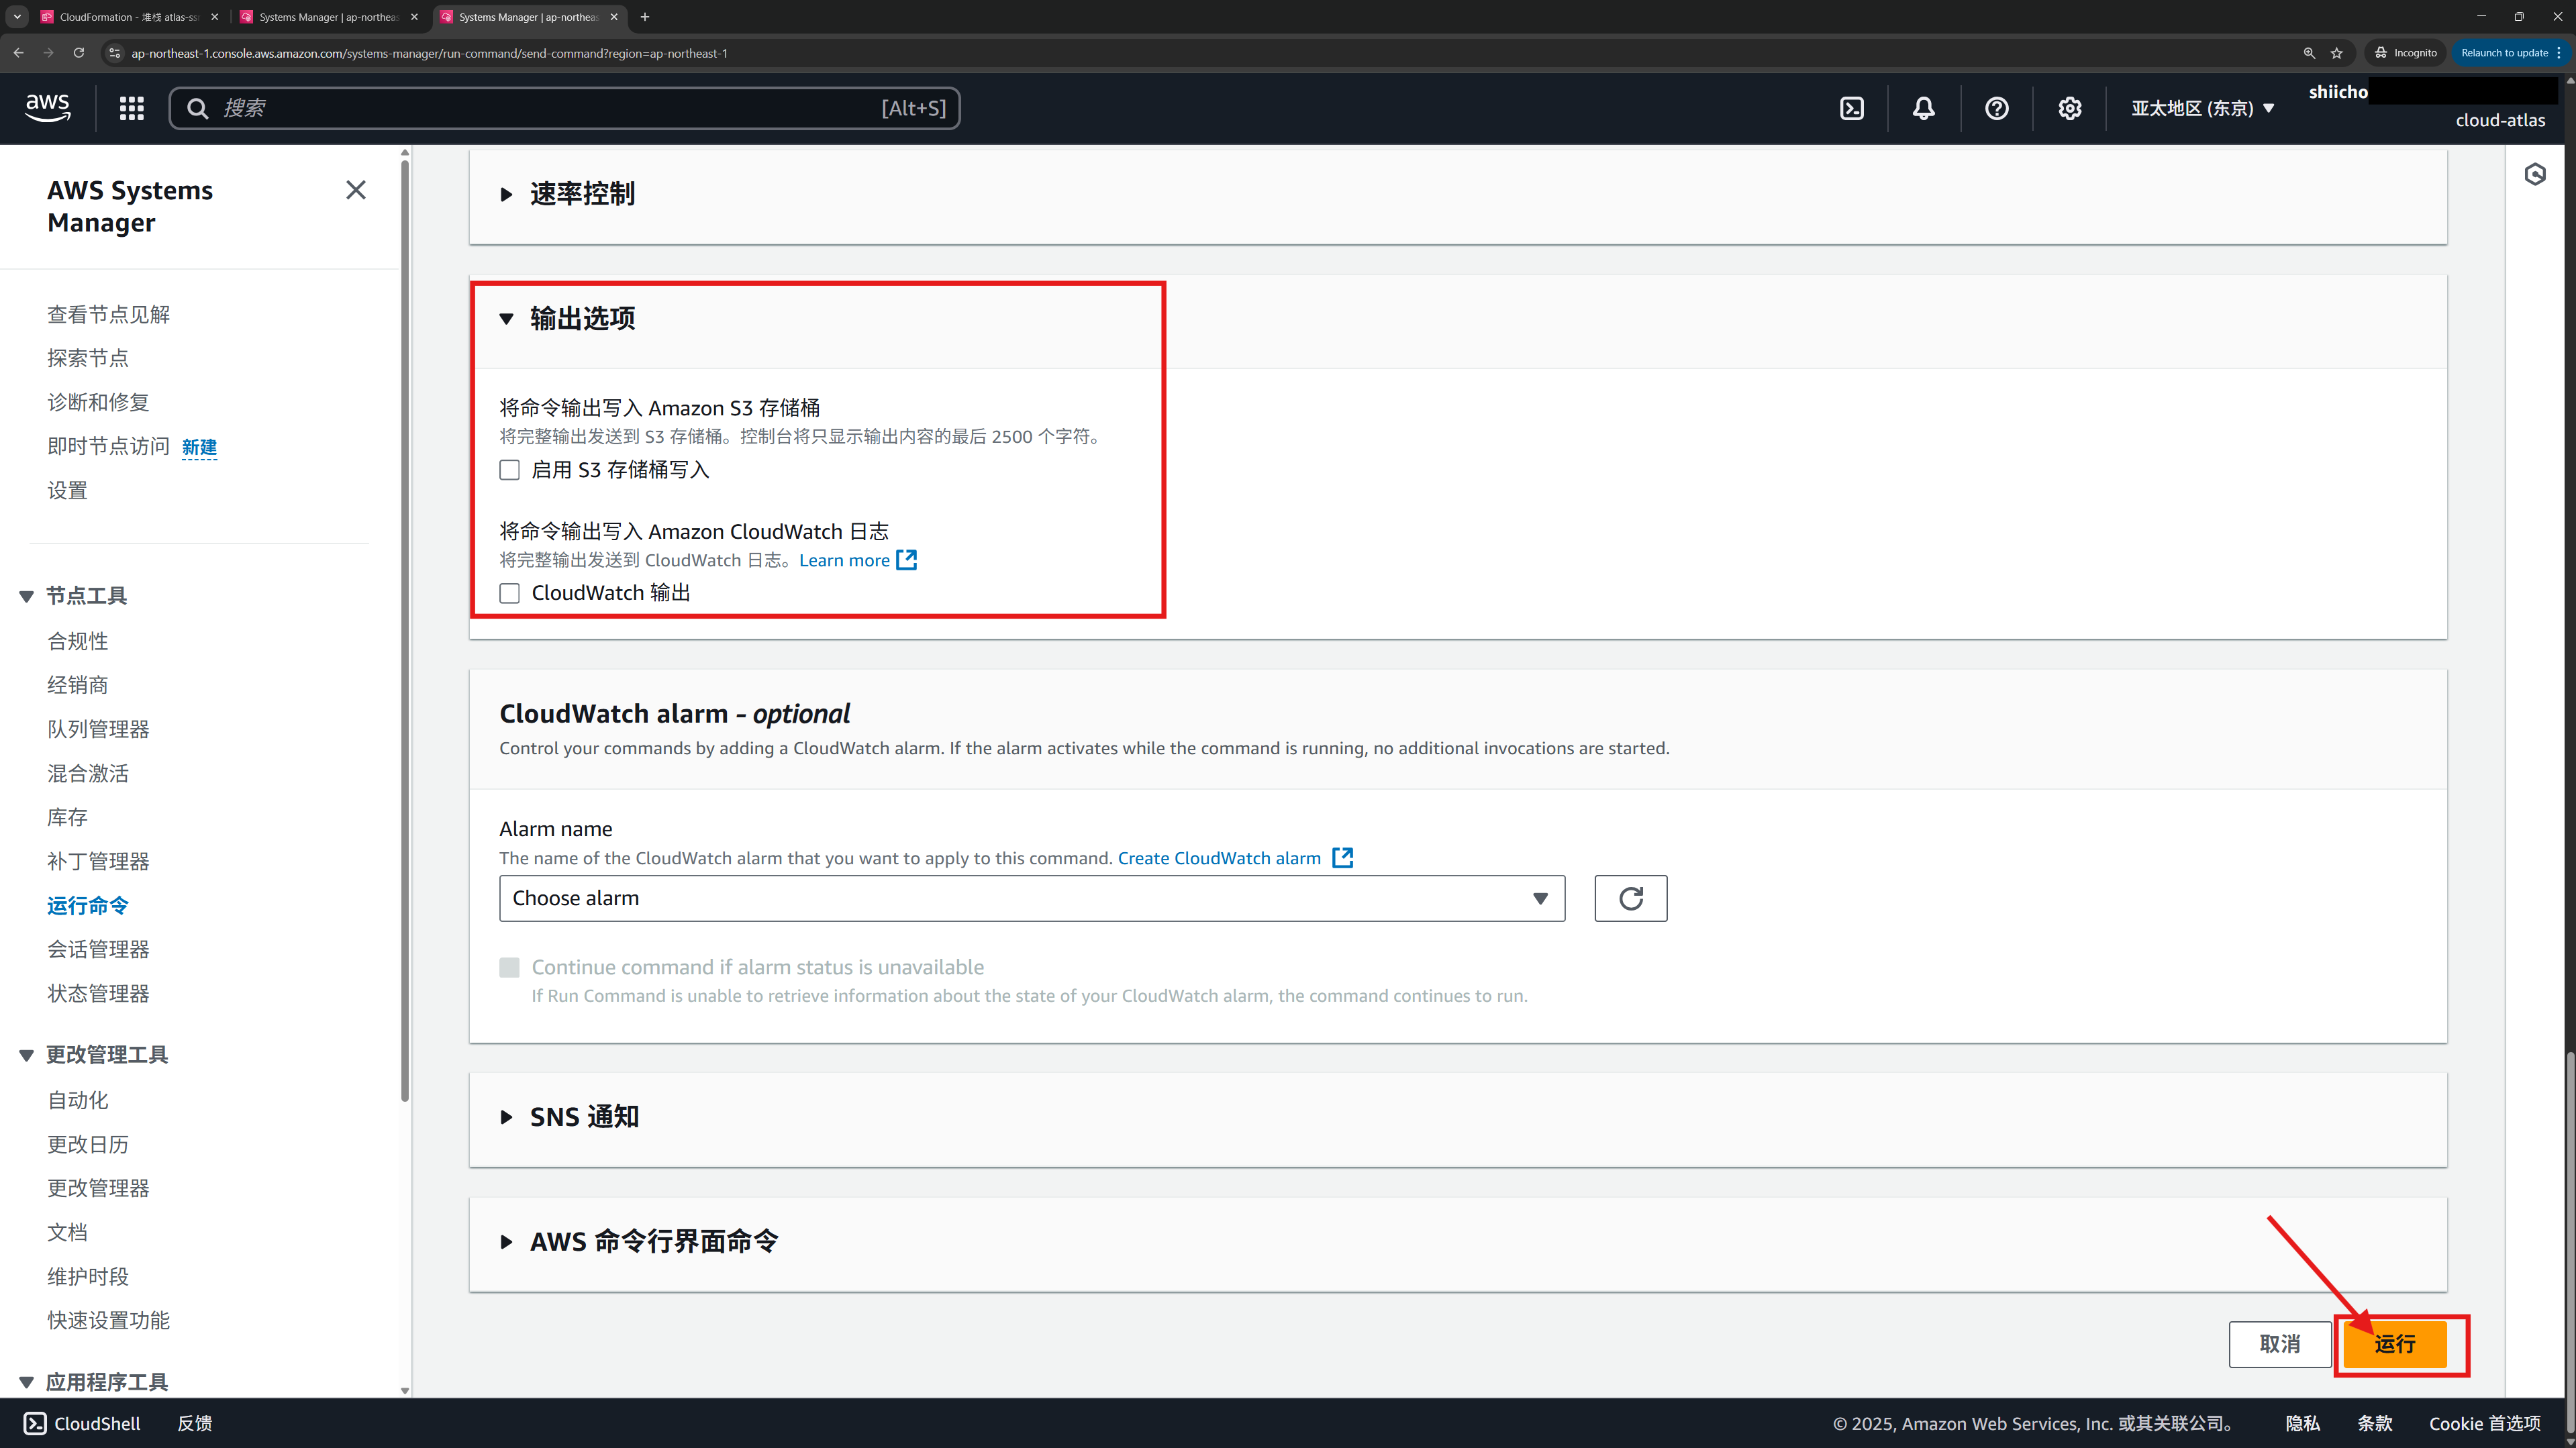 CloudFormation - 堆栈 atlas-ssm
Systems Manager | ap-northeas
Systems Manager | ap-northeas
ap-northeast-1.console.aws.amazon.com/systems-manager/run-command/send-command?region=ap-northeast-1
Incognito
Relaunch to update
aws
搜索
[Alt+S]
亚太地区 (东京)
shiicho
cloud-atlas
AWS Systems
Manager
查看节点见解
探索节点
诊断和修复
即时节点访问 新建
设置
节点工具
合规性
经销商
队列管理器
混合激活
库存
补丁管理器
运行命令
会话管理器
状态管理器
更改管理工具
自动化
更改日历
更改管理器
文档
维护时段
快速设置功能
应用程序工具
速率控制
输出选项
将命令输出写入 Amazon S3 存储桶
将完整输出发送到 S3 存储桶。控制台将只显示输出内容的最后 2500 个字符。
启用 S3 存储桶写入
将命令输出写入 Amazon CloudWatch 日志
将完整输出发送到 CloudWatch 日志。Learn more
CloudWatch 输出
CloudWatch alarm – optional
Control your commands by adding a CloudWatch alarm. If the alarm activates while the command is running, no additional invocations are started.
Alarm name
The name of the CloudWatch alarm that you want to apply to this command. Create CloudWatch alarm
Choose alarm
Continue command if alarm status is unavailable
If Run Command is unable to retrieve information about the state of your CloudWatch alarm, the command continues to run.
SNS 通知
AWS 命令行界面命令
取消
运行
CloudShell
反馈
© 2025, Amazon Web Services, Inc. 或其关联公司。
隐私
条款
Cookie 首选项